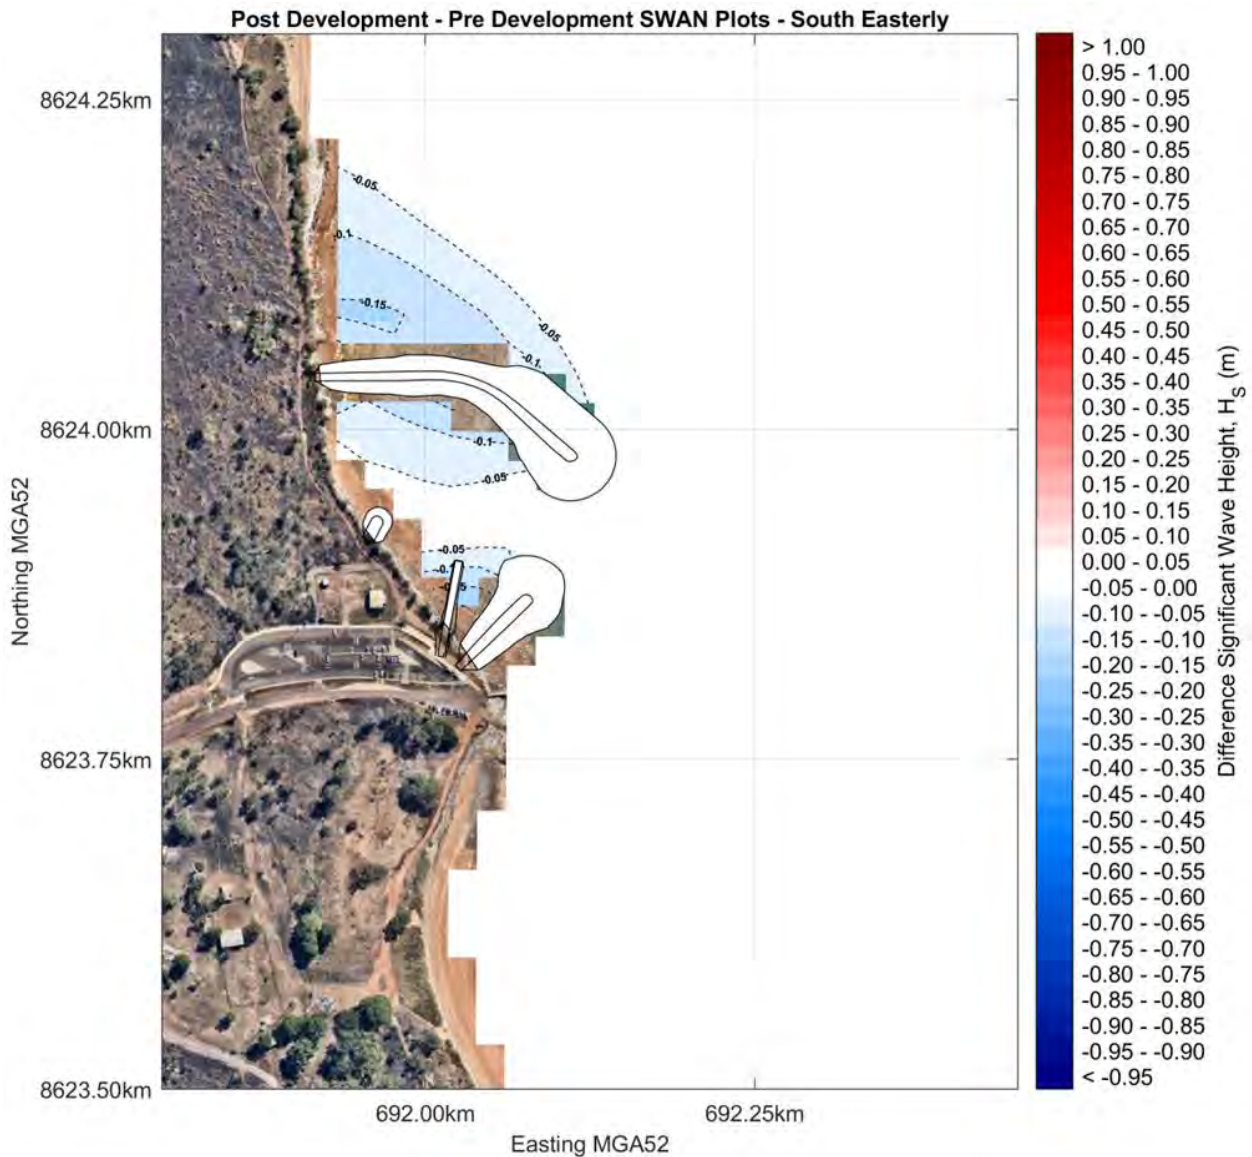 Post Development - Pre Development SWAN Plots - South Easterly
8624.25km
8624.00km
8623.75km
8623.50km
Northing MGA52
692.00km
692.25km
Easting MGA52
-0.05
-0.1
-0.15
-0.05
-0.1
-0.1
-0.05
-0.05
> 1.00
0.95 - 1.00
0.90 - 0.95
0.85 - 0.90
0.80 - 0.85
0.75 - 0.80
0.70 - 0.75
0.65 - 0.70
0.60 - 0.65
0.55 - 0.60
0.50 - 0.55
0.45 - 0.50
0.40 - 0.45
0.35 - 0.40
0.30 - 0.35
0.25 - 0.30
0.20 - 0.25
0.15 - 0.20
0.10 - 0.15
0.05 - 0.10
0.00 - 0.05
-0.05 - 0.00
-0.10 - -0.05
-0.15 - -0.10
-0.20 - -0.15
-0.25 - -0.20
-0.30 - -0.25
-0.35 - -0.30
-0.40 - -0.35
-0.45 - -0.40
-0.50 - -0.45
-0.55 - -0.50
-0.60 - -0.55
-0.65 - -0.60
-0.70 - -0.65
-0.75 - -0.70
-0.80 - -0.75
-0.85 - -0.80
-0.90 - -0.85
-0.95 - -0.90
< -0.95
Difference Significant Wave Height, H_S (m)